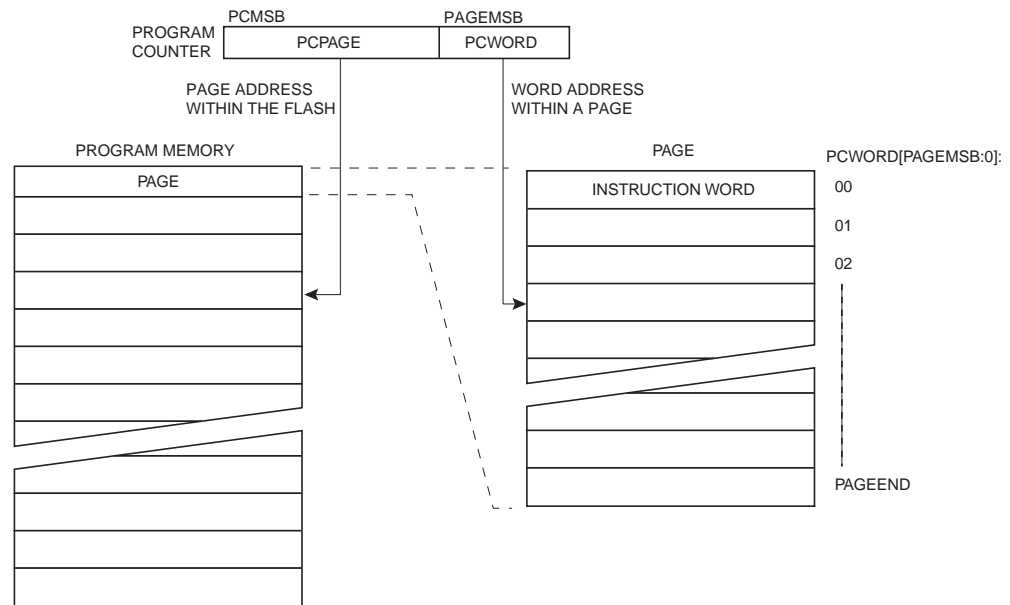 PCMSB
PAGEMSB
PROGRAM
COUNTER
PCPAGE
PCWORD
PAGE ADDRESS
WITHIN THE FLASH
WORD ADDRESS
WITHIN A PAGE
PROGRAM MEMORY
PAGE
PAGE
PCWORD[PAGEMSB:0]:
INSTRUCTION WORD
00
01
02
PAGEEND